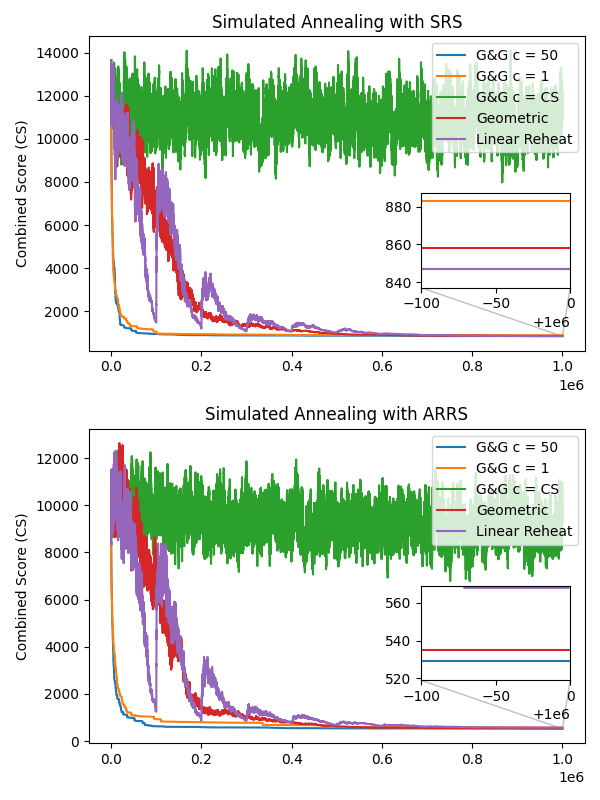 Simulated Annealing with SRS
14000
12000
10000
8000
6000
4000
2000
Combined Score (CS)
G&G c = 50
G&G c = 1
G&G c = CS
Geometric
Linear Reheat
880
860
840
−100
−50
0
+1e6
0.0
0.2
0.4
0.6
0.8
1.0
1e6
Simulated Annealing with ARRS
12000
10000
8000
6000
4000
2000
0
Combined Score (CS)
G&G c = 50
G&G c = 1
G&G c = CS
Geometric
Linear Reheat
560
540
520
−100
−50
0
+1e6
0.0
0.2
0.4
0.6
0.8
1.0
1e6